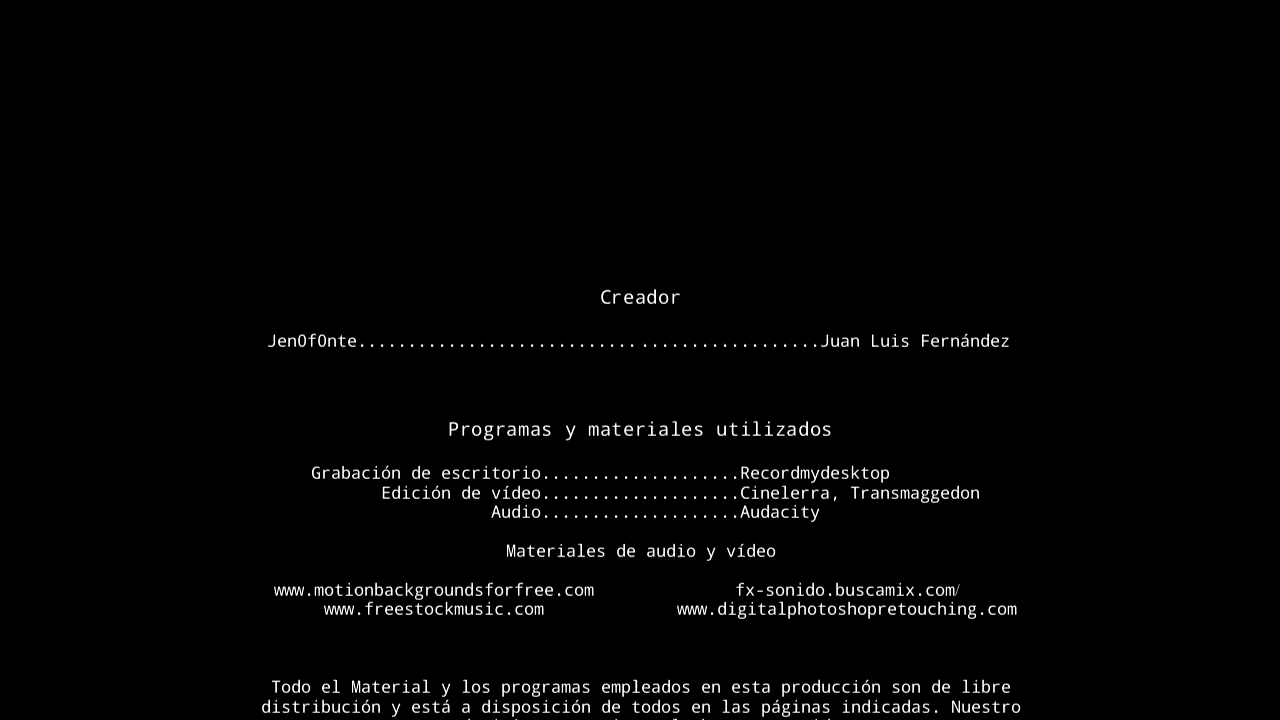 Creador
Jen0f0nte..............................................Juan Luis Fernández
Programas y materiales utilizados
Grabación de escritorio....................Recordmydesktop
Edición de vídeo....................Cinelerra, Transmaggedon
Audio....................Audacity
Materiales de audio y vídeo
www.motionbackgroundsforfree.com fx-sonido.buscamix.com/
www.freestockmusic.com www.digitalphotoshopretouching.com
Todo el Material y los programas empleados en esta producción son de libre
distribución y está a disposición de todos en las páginas indicadas. Nuestro